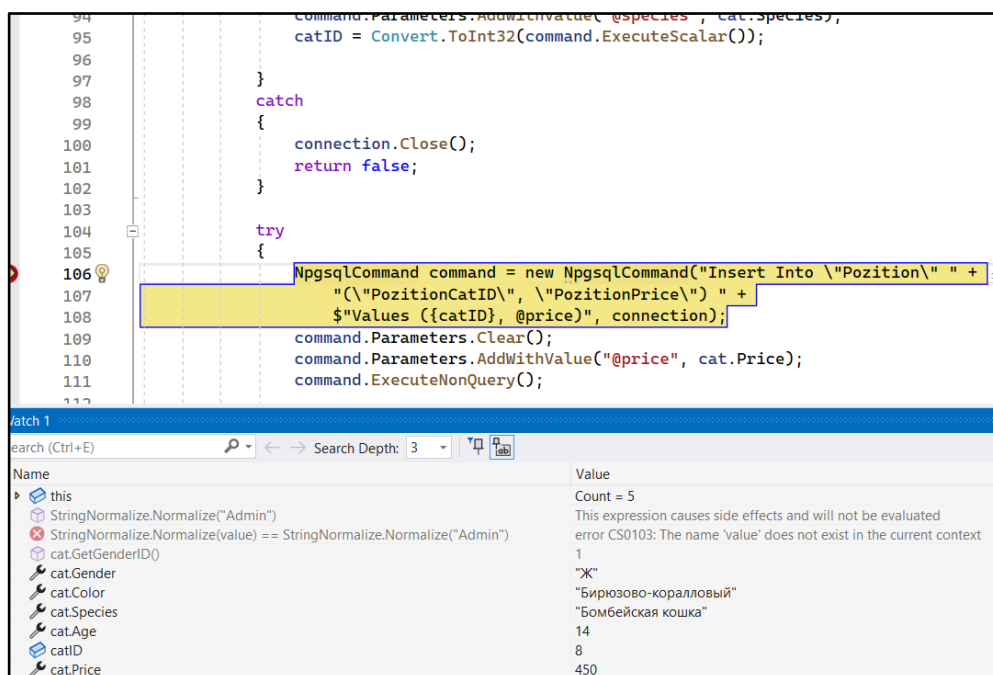 94 command.Parameters.AddWithValue("@species", cat.Species);
95 catID = Convert.ToInt32(command.ExecuteScalar());
96
97 }
98 catch
99 {
100 connection.Close();
101 return false;
102 }
103
104 try
105 {
106 NpgsqlCommand command = new NpgsqlCommand("Insert Into \"Pozition\" " +
107 "(\"PozitionCatID\", \"PozitionPrice\") " +
108 $"Values ({catID}, @price)", connection);
109 command.Parameters.Clear();
110 command.Parameters.AddWithValue("@price", cat.Price);
111 command.ExecuteNonQuery();
112
Watch 1
Search (Ctrl+E) Search Depth: 3
Name Value
this Count = 5
StringNormalize.Normalize("Admin") This expression causes side effects and will not be evaluated
StringNormalize.Normalize(value) == StringNormalize.Normalize("Admin") error CS0103: The name 'value' does not exist in the current context
cat.GetGenderID() 1
cat.Gender "Ж"
cat.Color "Бирюзово-коралловый"
cat.Species "Бомбейская кошка"
cat.Age 14
catID 8
cat.Price 450